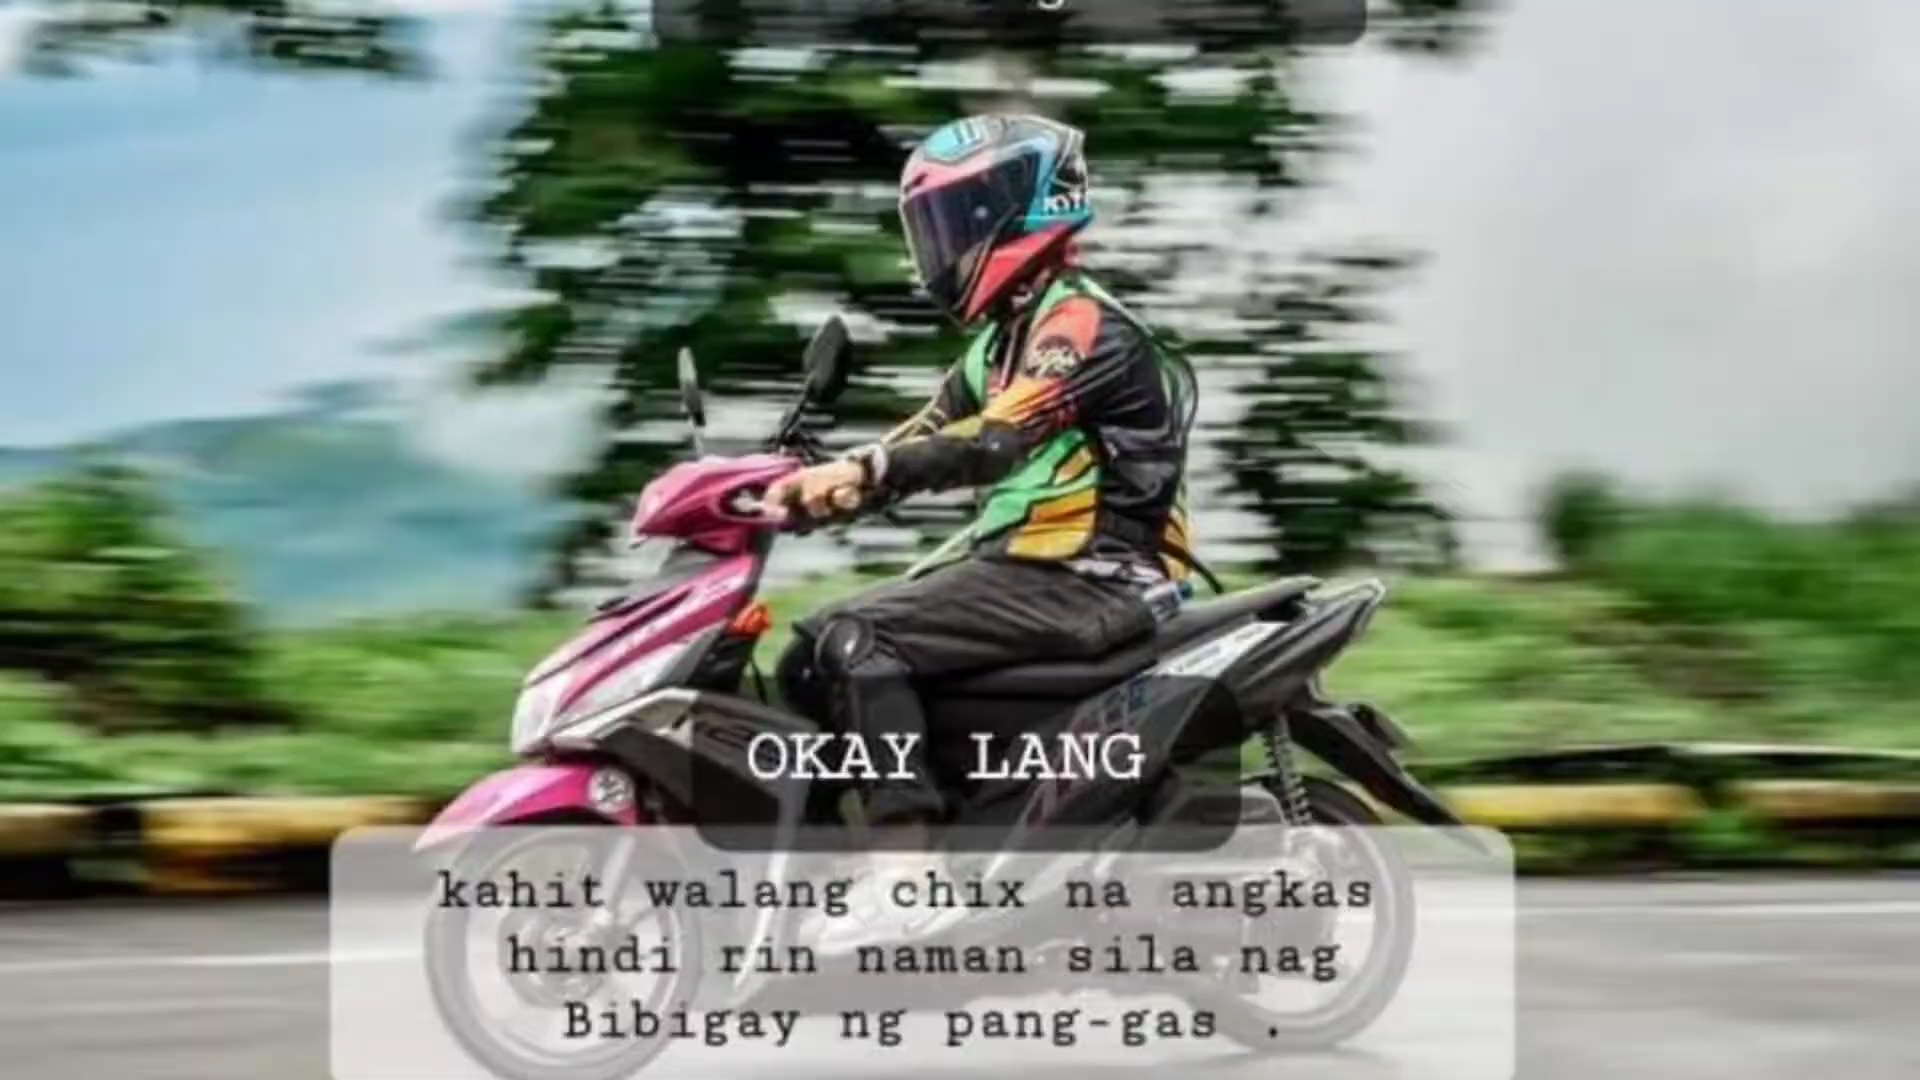 OKAY LANG
kahit walang chix na angkas
hindi rin naman sila nag
Bibigay ng pang-gas .